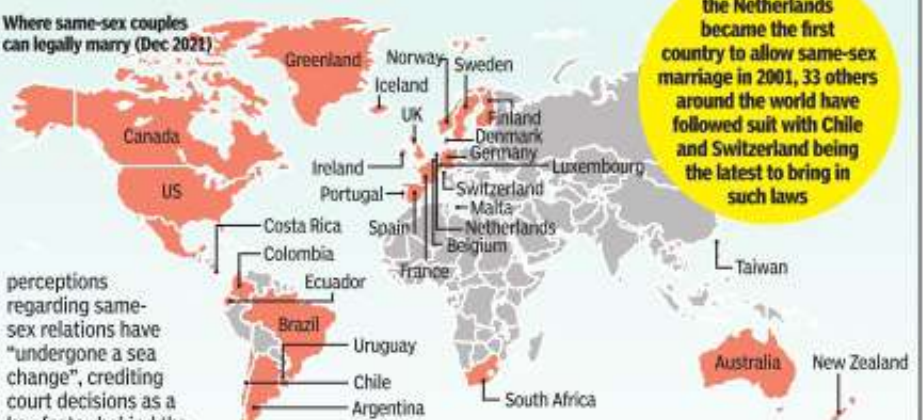 Where same-sex couples
can legally marry (Dec 2021)
the Netherlands
became the first
country to allow same-sex
marriage in 2001, 33 others
around the world have
followed suit with Chile
and Switzerland being
the latest to bring in
such laws
Greenland
Norway
Sweden
Iceland
UK
Finland
Denmark
Germany
Canada
Ireland
Luxembourg
US
Portugal
Switzerland
Malta
Spain
Netherlands
Belgium
France
Costa Rica
Colombia
Ecuador
Taiwan
Brazil
Uruguay
Chile
Argentina
South Africa
Australia
New Zealand
perceptions
regarding same-
sex relations have
"undergone a sea
change", crediting
court decisions as a